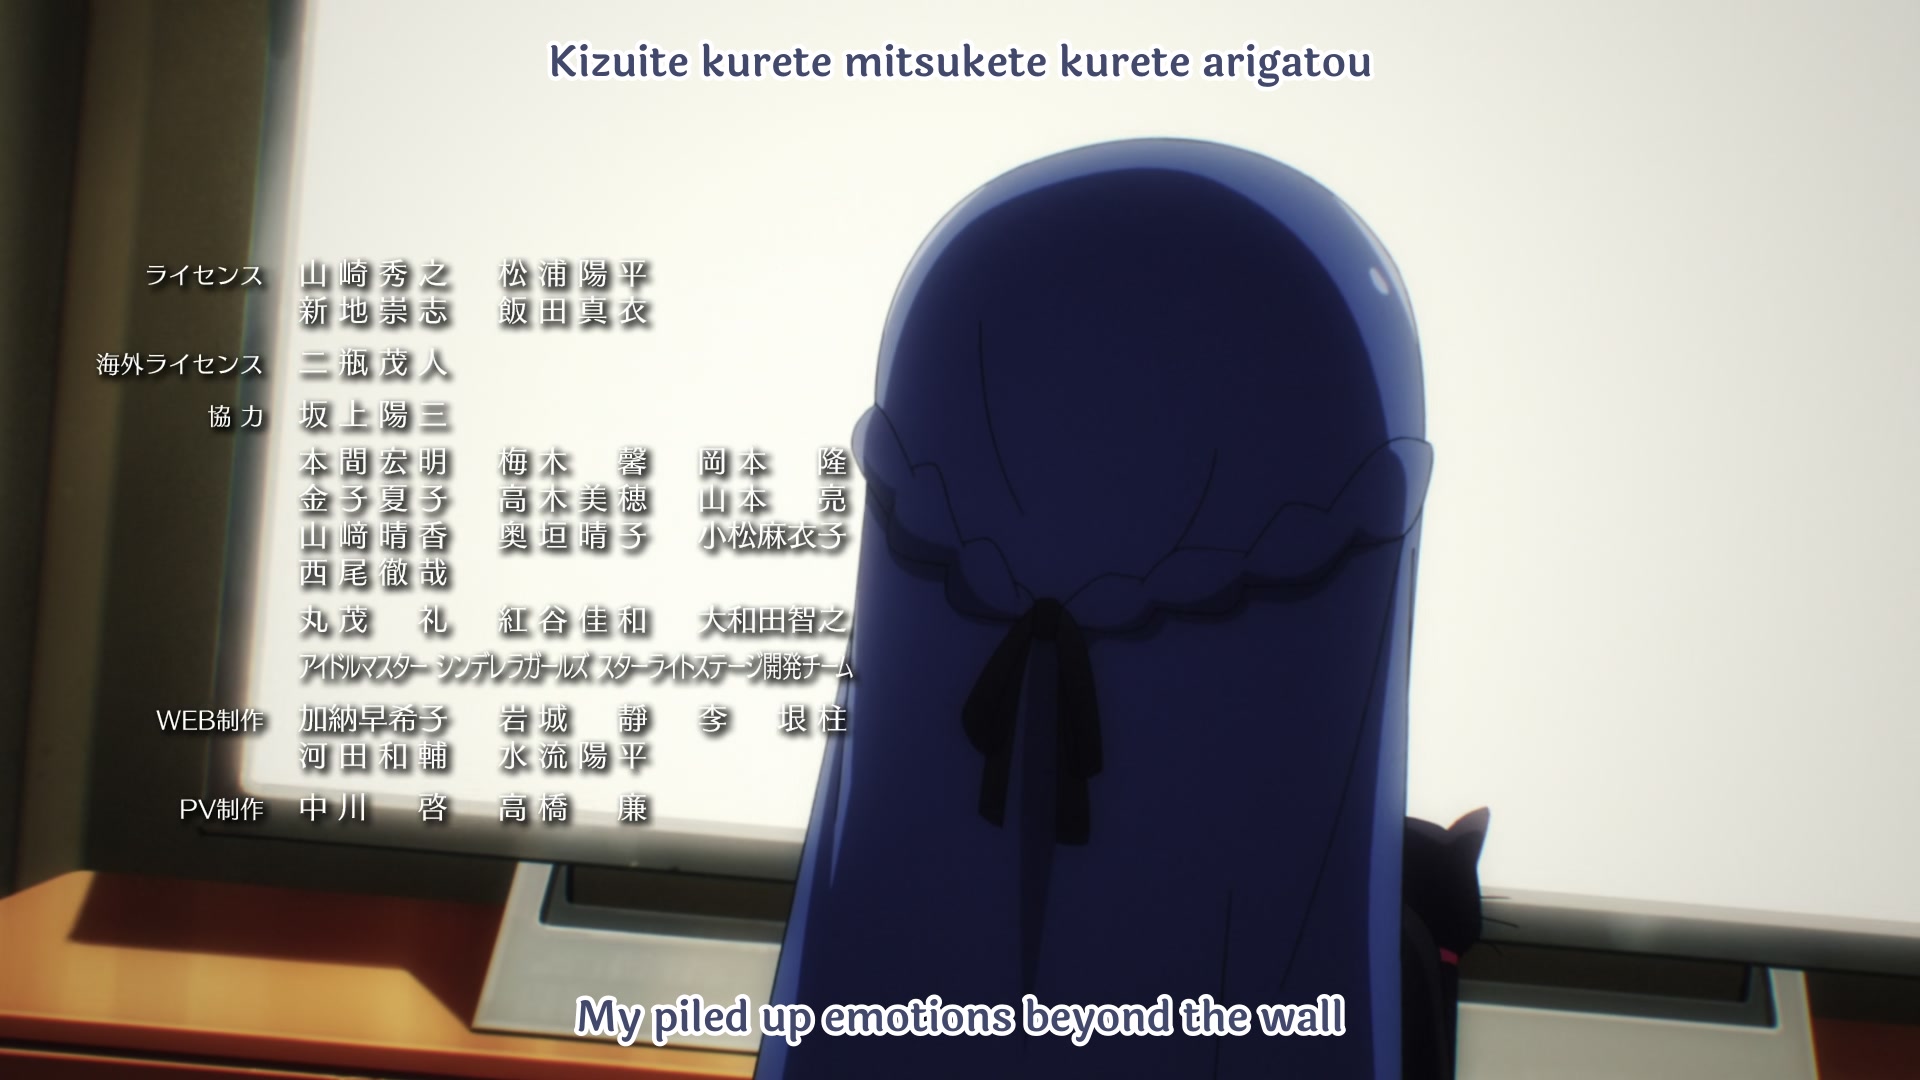 Kizuite kurete mitsukete kurete arigatou
ライセンス 山崎秀之 松浦陽平
新地崇志 飯田真衣
海外ライセンス 二瓶茂人
協力 坂上陽三
本間宏明 梅木馨 岡本隆
金子夏子 高木美穂 山本亮
山﨑晴香 奥垣晴子 小松麻衣子
西尾徹哉
丸茂礼 紅谷佳和 大和田智之
アイドルマスター シンデレラガールズ スターライトステージ開発チーム
WEB制作 加納早希子 岩城靜 李垠柱
河田和輔 水流陽平
PV制作 中川啓 高橋廉
My piled up emotions beyond the wall